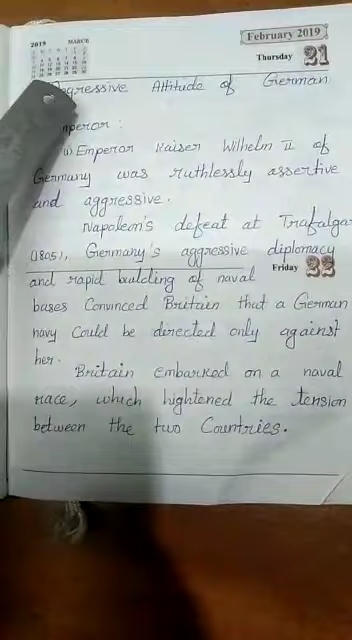 2019 MARCH
February 2019
Thursday 21
ggressive Attitude of German
mperor :
(i) Emperor Kaiser Wilhelm II of
Germany was ruthlessly assertive
and aggressive.
Napoleon's defeat at Trafalga
(1805), Germany's aggressive diplomacy
Friday 22
and rapid building of naval
bases Convinced Britain that a German
navy Could be directed only against
her.
Britain embarked on a naval
race, which hightened the tension
between the two Countries.